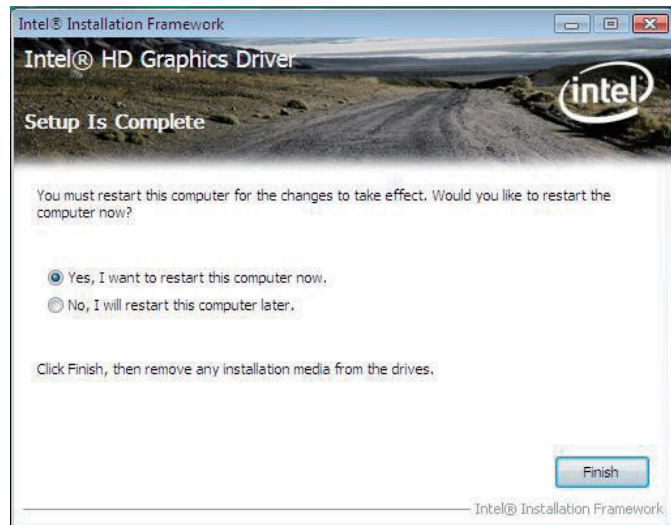 Intel® Installation Framework
Intel® HD Graphics Driver
intel
Setup Is Complete
You must restart this computer for the changes to take effect. Would you like to restart the
computer now?
Yes, I want to restart this computer now.
No, I will restart this computer later.
Click Finish, then remove any installation media from the drives.
Finish
Intel® Installation Framework